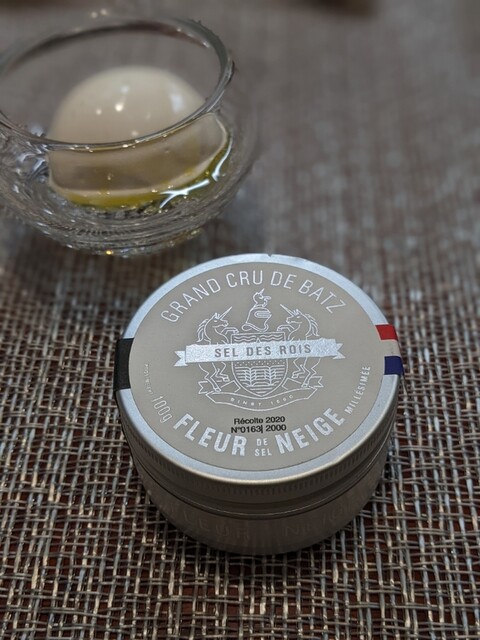 GRAND CRU DE BATZ
SEL DES ROIS
100g
Récolte 2020
N°0163| 2000
FLEUR DE SEL NEIGE
MILLÉSIMÉE